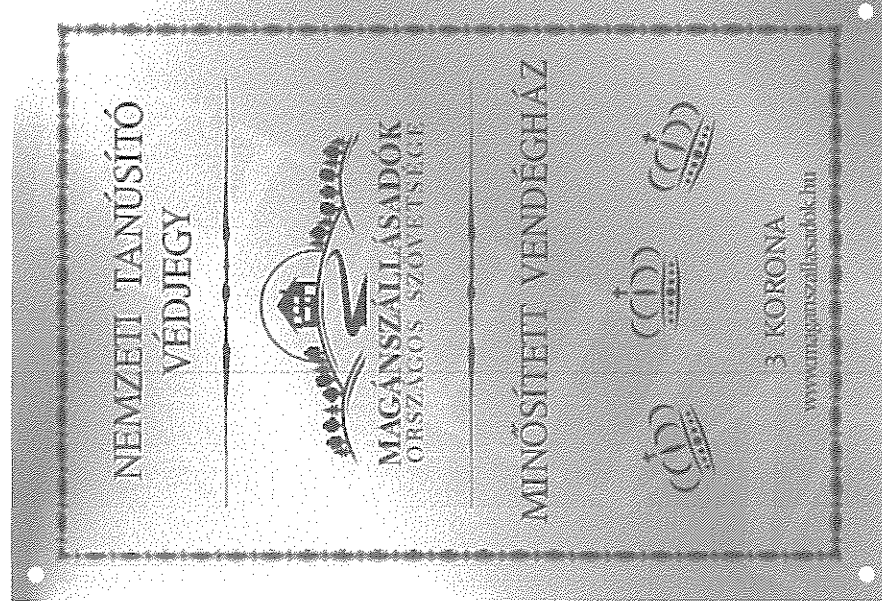 NEMZETI TANÚSÍTÓ
VÉDJEGY
MAGÁNSZÁLLÁSADÓK
ORSZÁGOS SZÖVETSÉGE
MINŐSÍTETT VENDÉGHÁZ
3 KORONA
www.maganszallasadok.hu